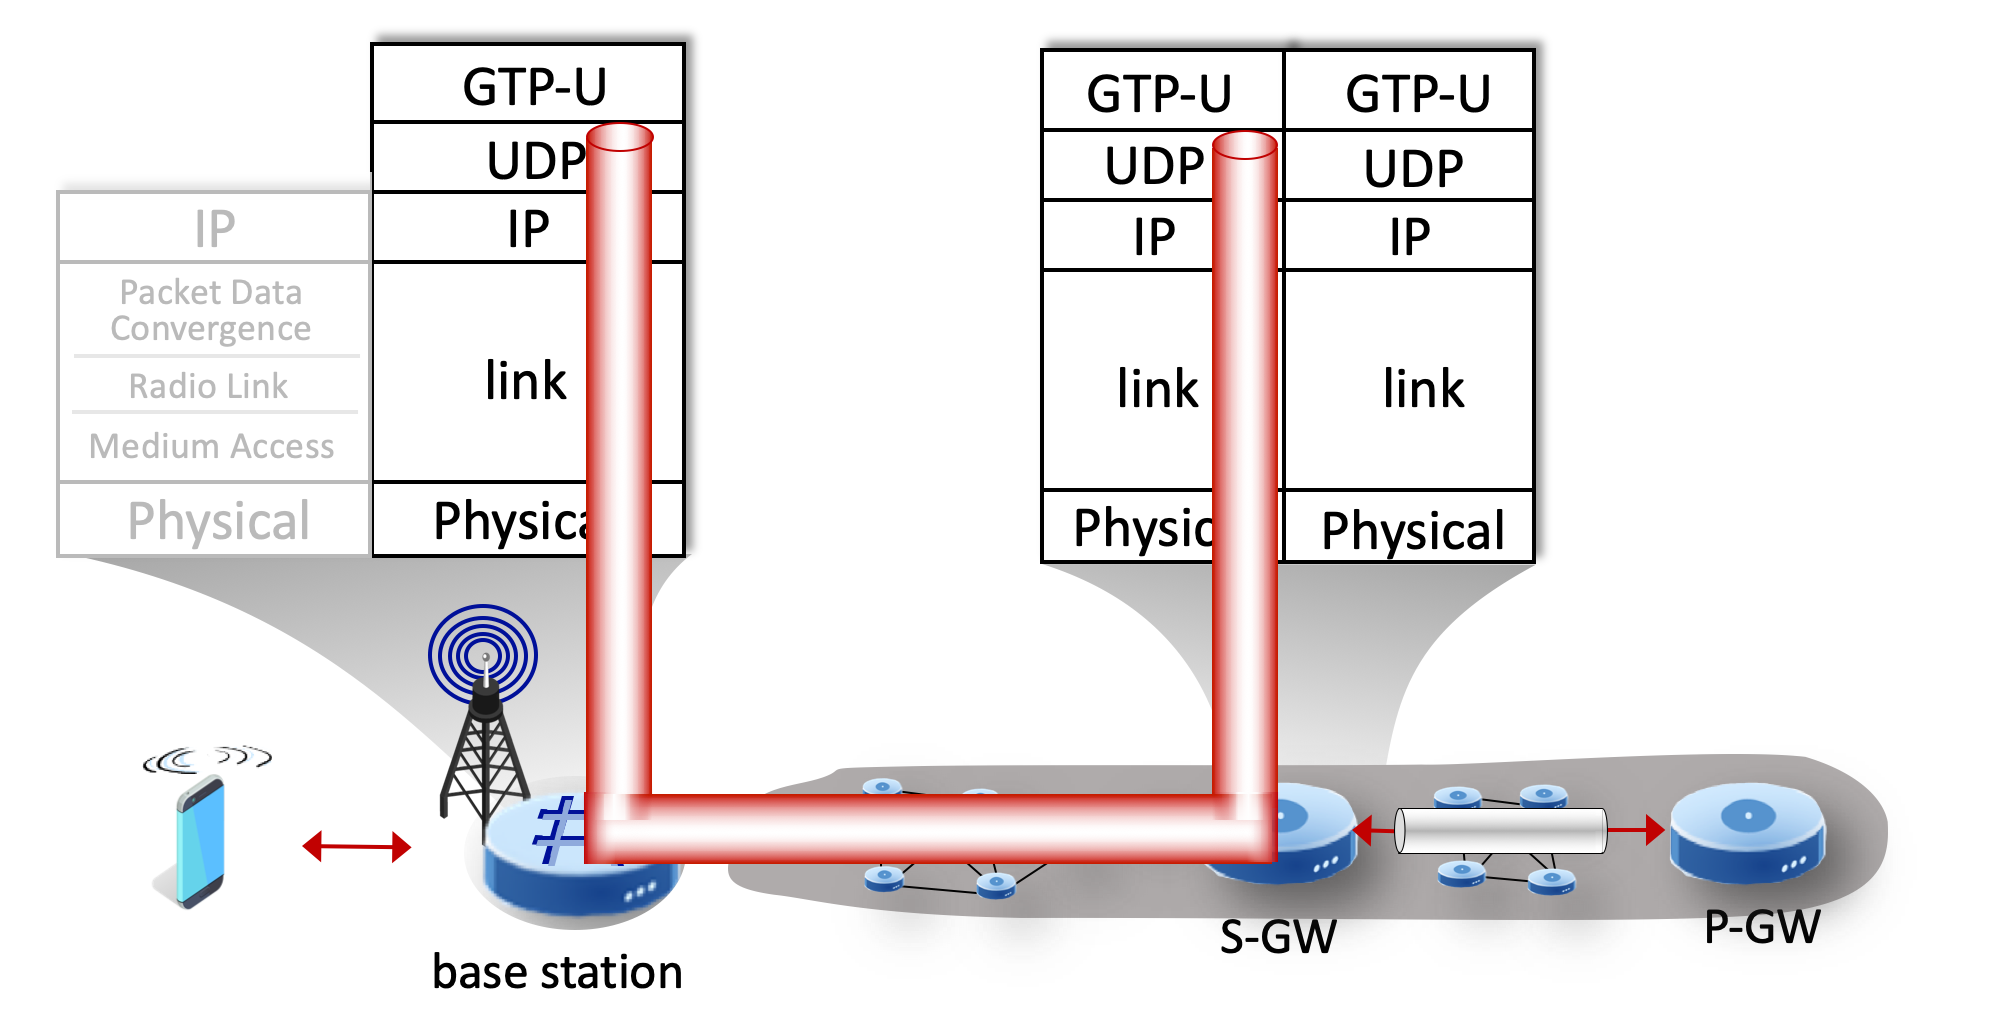 GTP-U
UDP
IP
link
Physica
IP
Packet Data
Convergence
Radio Link
Medium Access
Physical
GTP-U
UDP
IP
link
Physic
GTP-U
UDP
IP
link
Physical
base station
S-GW
P-GW